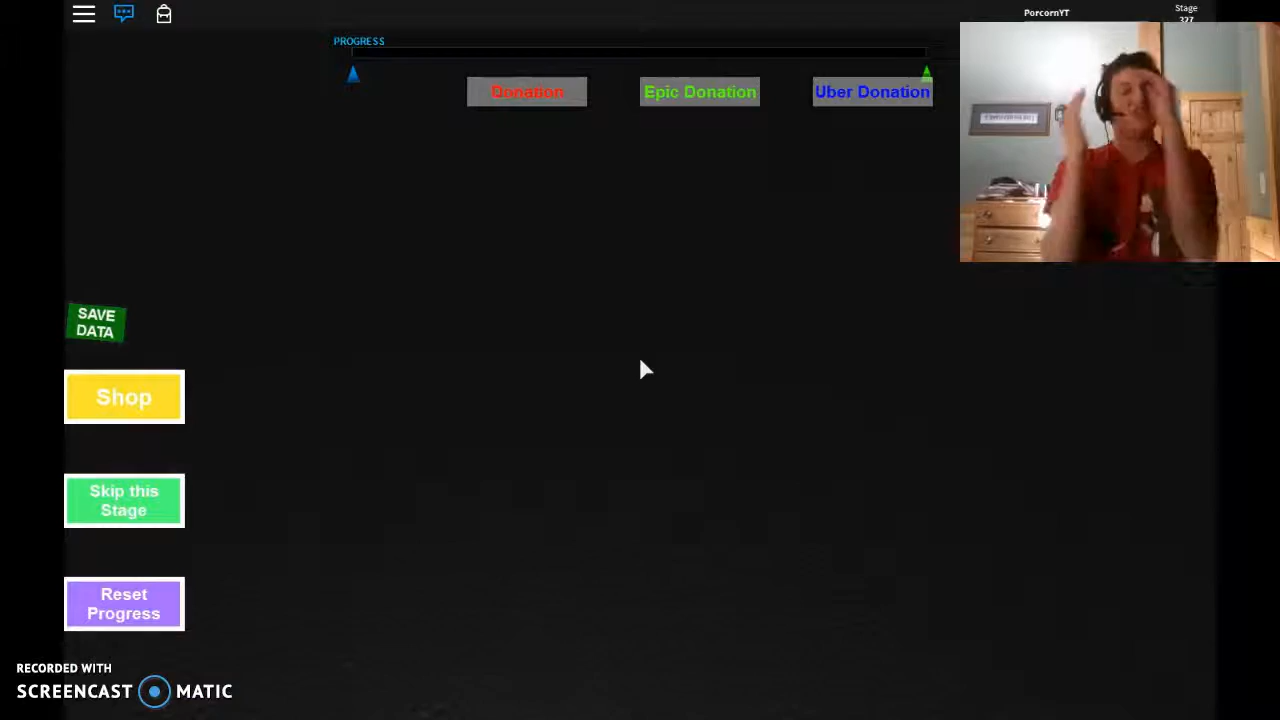 PorcornYT
Stage
327
PROGRESS
Donation
Epic Donation
Uber Donation
SAVE
DATA
Shop
Skip this
Stage
Reset
Progress
RECORDED WITH
SCREENCAST MATIC